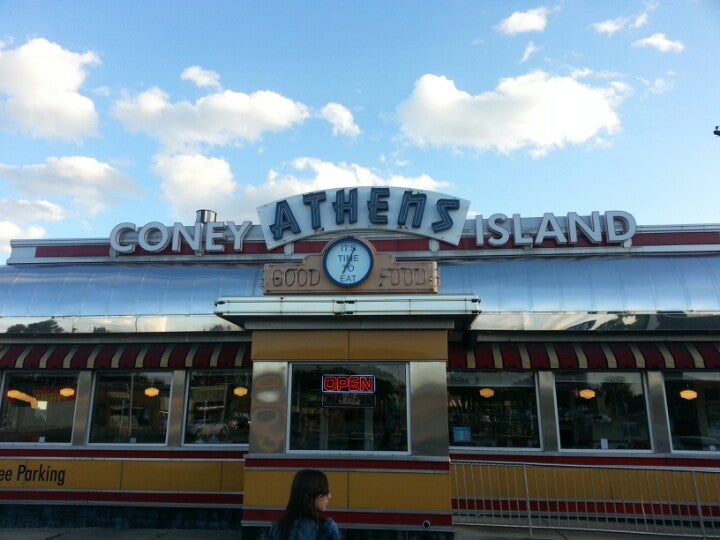 CONEY ATHENS ISLAND
IT'S
TIME
TO
EAT
GOOD FOOD
OPEN
ee Parking